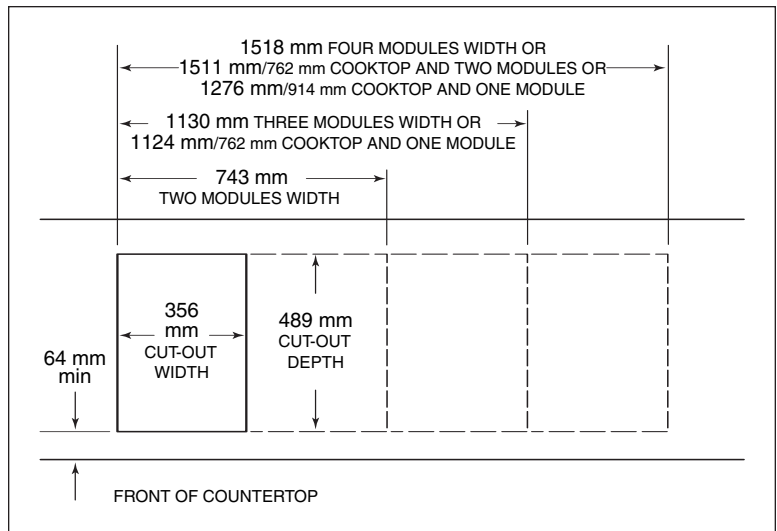 1518 mm FOUR MODULES WIDTH OR
1511 mm/762 mm COOKTOP AND TWO MODULES OR
1276 mm/914 mm COOKTOP AND ONE MODULE
1130 mm THREE MODULES WIDTH OR
1124 mm/762 mm COOKTOP AND ONE MODULE
743 mm
TWO MODULES WIDTH
356
mm
CUT-OUT
WIDTH
489 mm
CUT-OUT
DEPTH
64 mm
min
FRONT OF COUNTERTOP